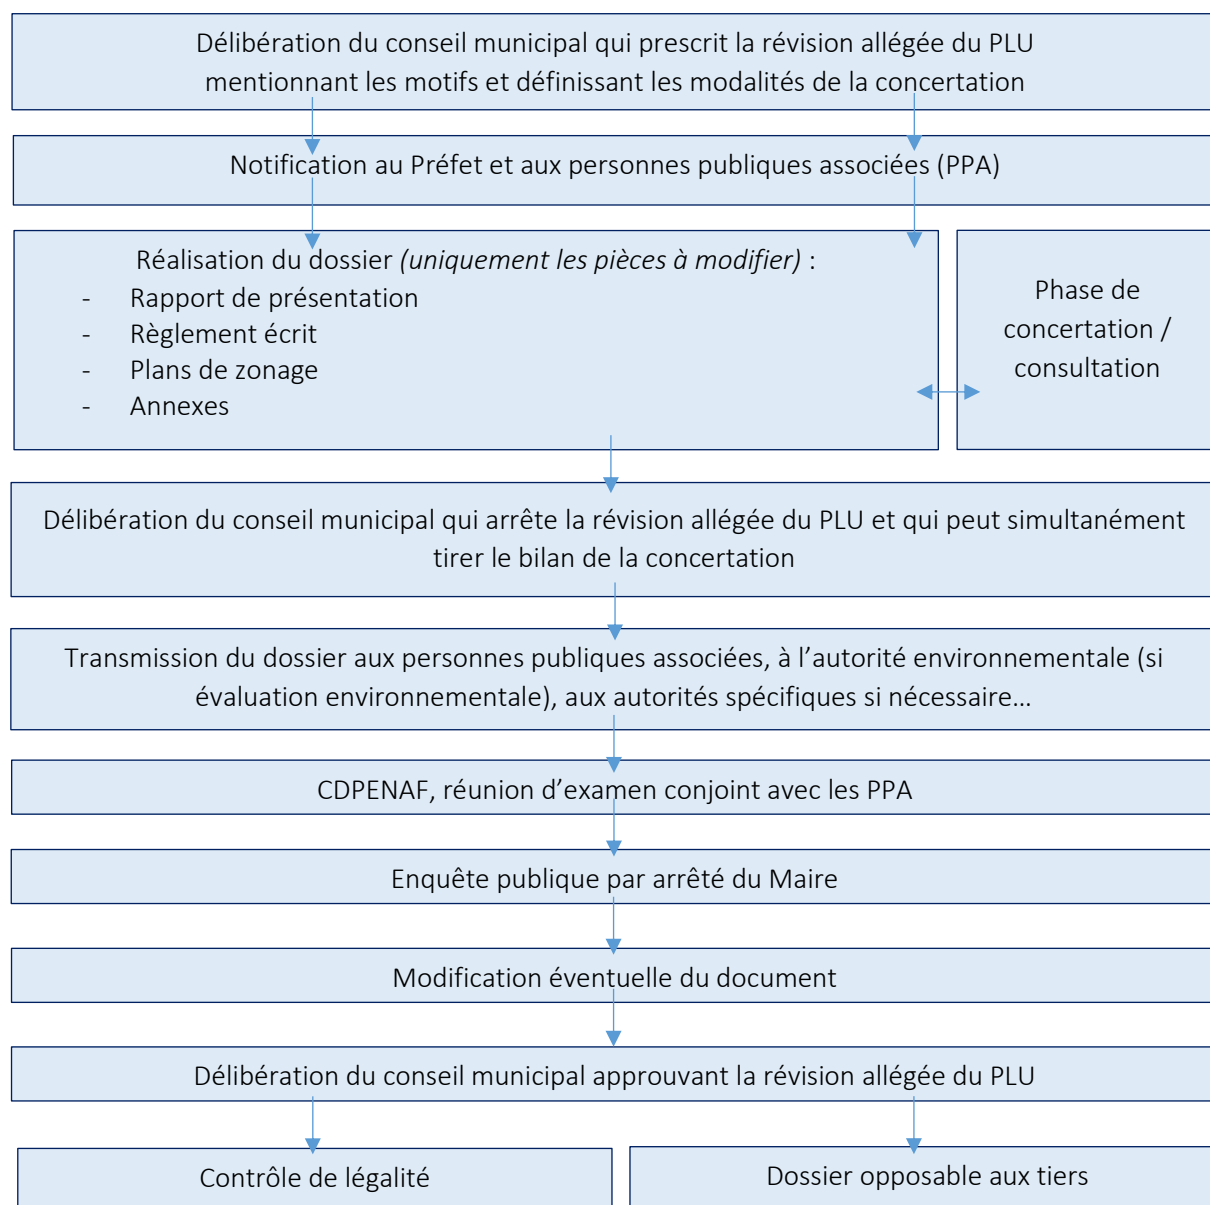 Délibération du conseil municipal qui prescrit la révision allégée du PLU
mentionnant les motifs et définissant les modalités de la concertation
Notification au Préfet et aux personnes publiques associées (PPA)
Réalisation du dossier (uniquement les pièces à modifier) :
- Rapport de présentation
- Règlement écrit
- Plans de zonage
- Annexes
Phase de
concertation /
consultation
Délibération du conseil municipal qui arrête la révision allégée du PLU et qui peut simultanément
tirer le bilan de la concertation
Transmission du dossier aux personnes publiques associées, à l’autorité environnementale (si
évaluation environnementale), aux autorités spécifiques si nécessaire…
CDPENAF, réunion d’examen conjoint avec les PPA
Enquête publique par arrêté du Maire
Modification éventuelle du document
Délibération du conseil municipal approuvant la révision allégée du PLU
Contrôle de légalité
Dossier opposable aux tiers